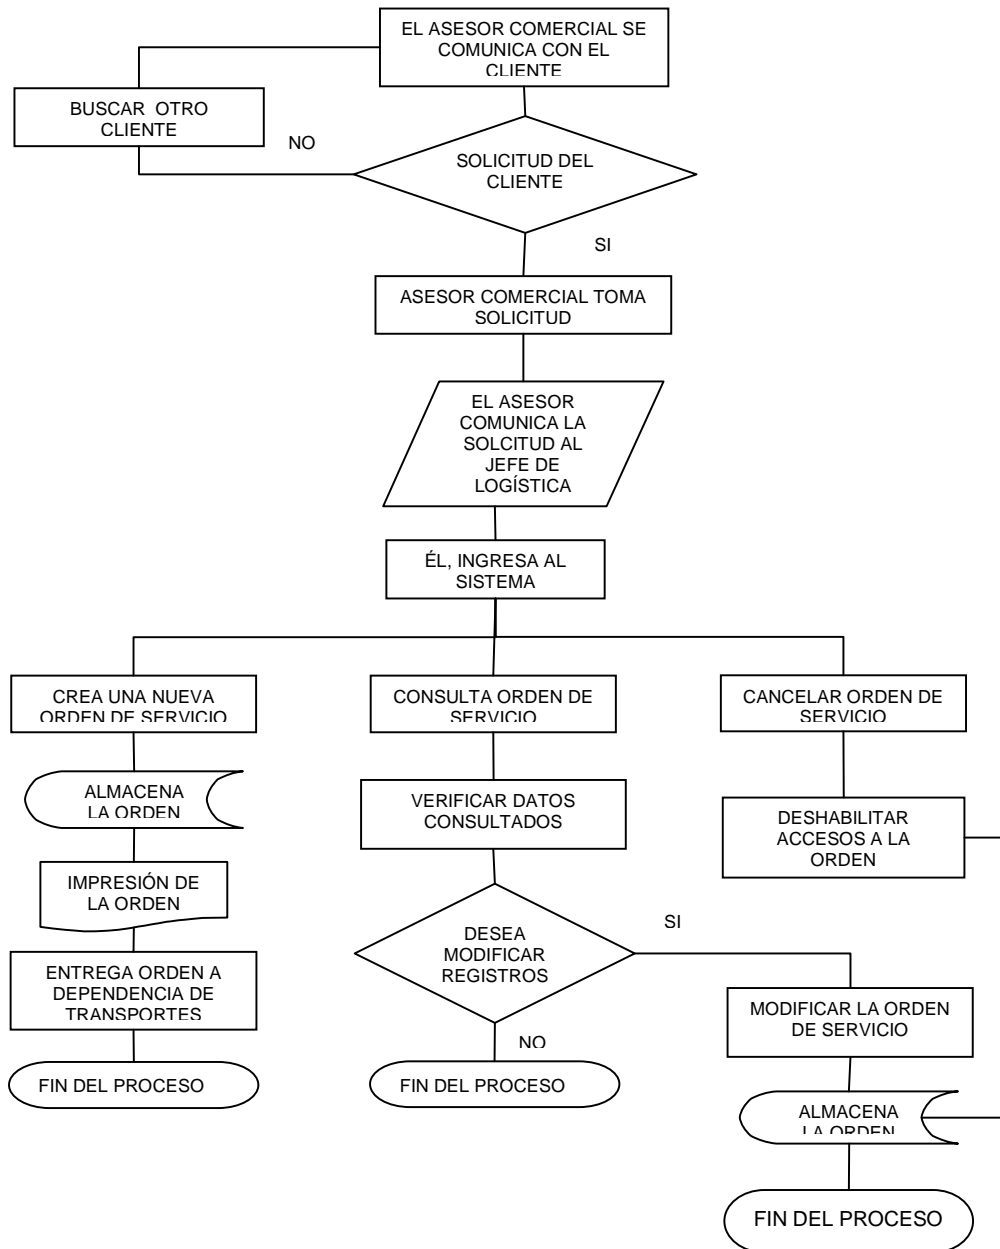 EL ASESOR COMERCIAL SE
COMUNICA CON EL
CLIENTE
BUSCAR OTRO
CLIENTE
NO
SOLICITUD DEL
CLIENTE
SI
ASESOR COMERCIAL TOMA
SOLICITUD
EL ASESOR
COMUNICA LA
SOLCITUD AL
JEFE DE
LOGÍSTICA
ÉL, INGRESA AL
SISTEMA
CREA UNA NUEVA
ORDEN DE SERVICIO
CONSULTA ORDEN DE
SERVICIO
CANCELAR ORDEN DE
SERVICIO
ALMACENA
LA ORDEN
VERIFICAR DATOS
CONSULTADOS
DESHABILITAR
ACCESOS A LA
ORDEN
IMPRESIÓN DE
LA ORDEN
DESEA
MODIFICAR
REGISTROS
SI
ENTREGA ORDEN A
DEPENDENCIA DE
TRANSPORTES
MODIFICAR LA ORDEN
DE SERVICIO
NO
FIN DEL PROCESO
FIN DEL PROCESO
ALMACENA
LA ORDEN
FIN DEL PROCESO